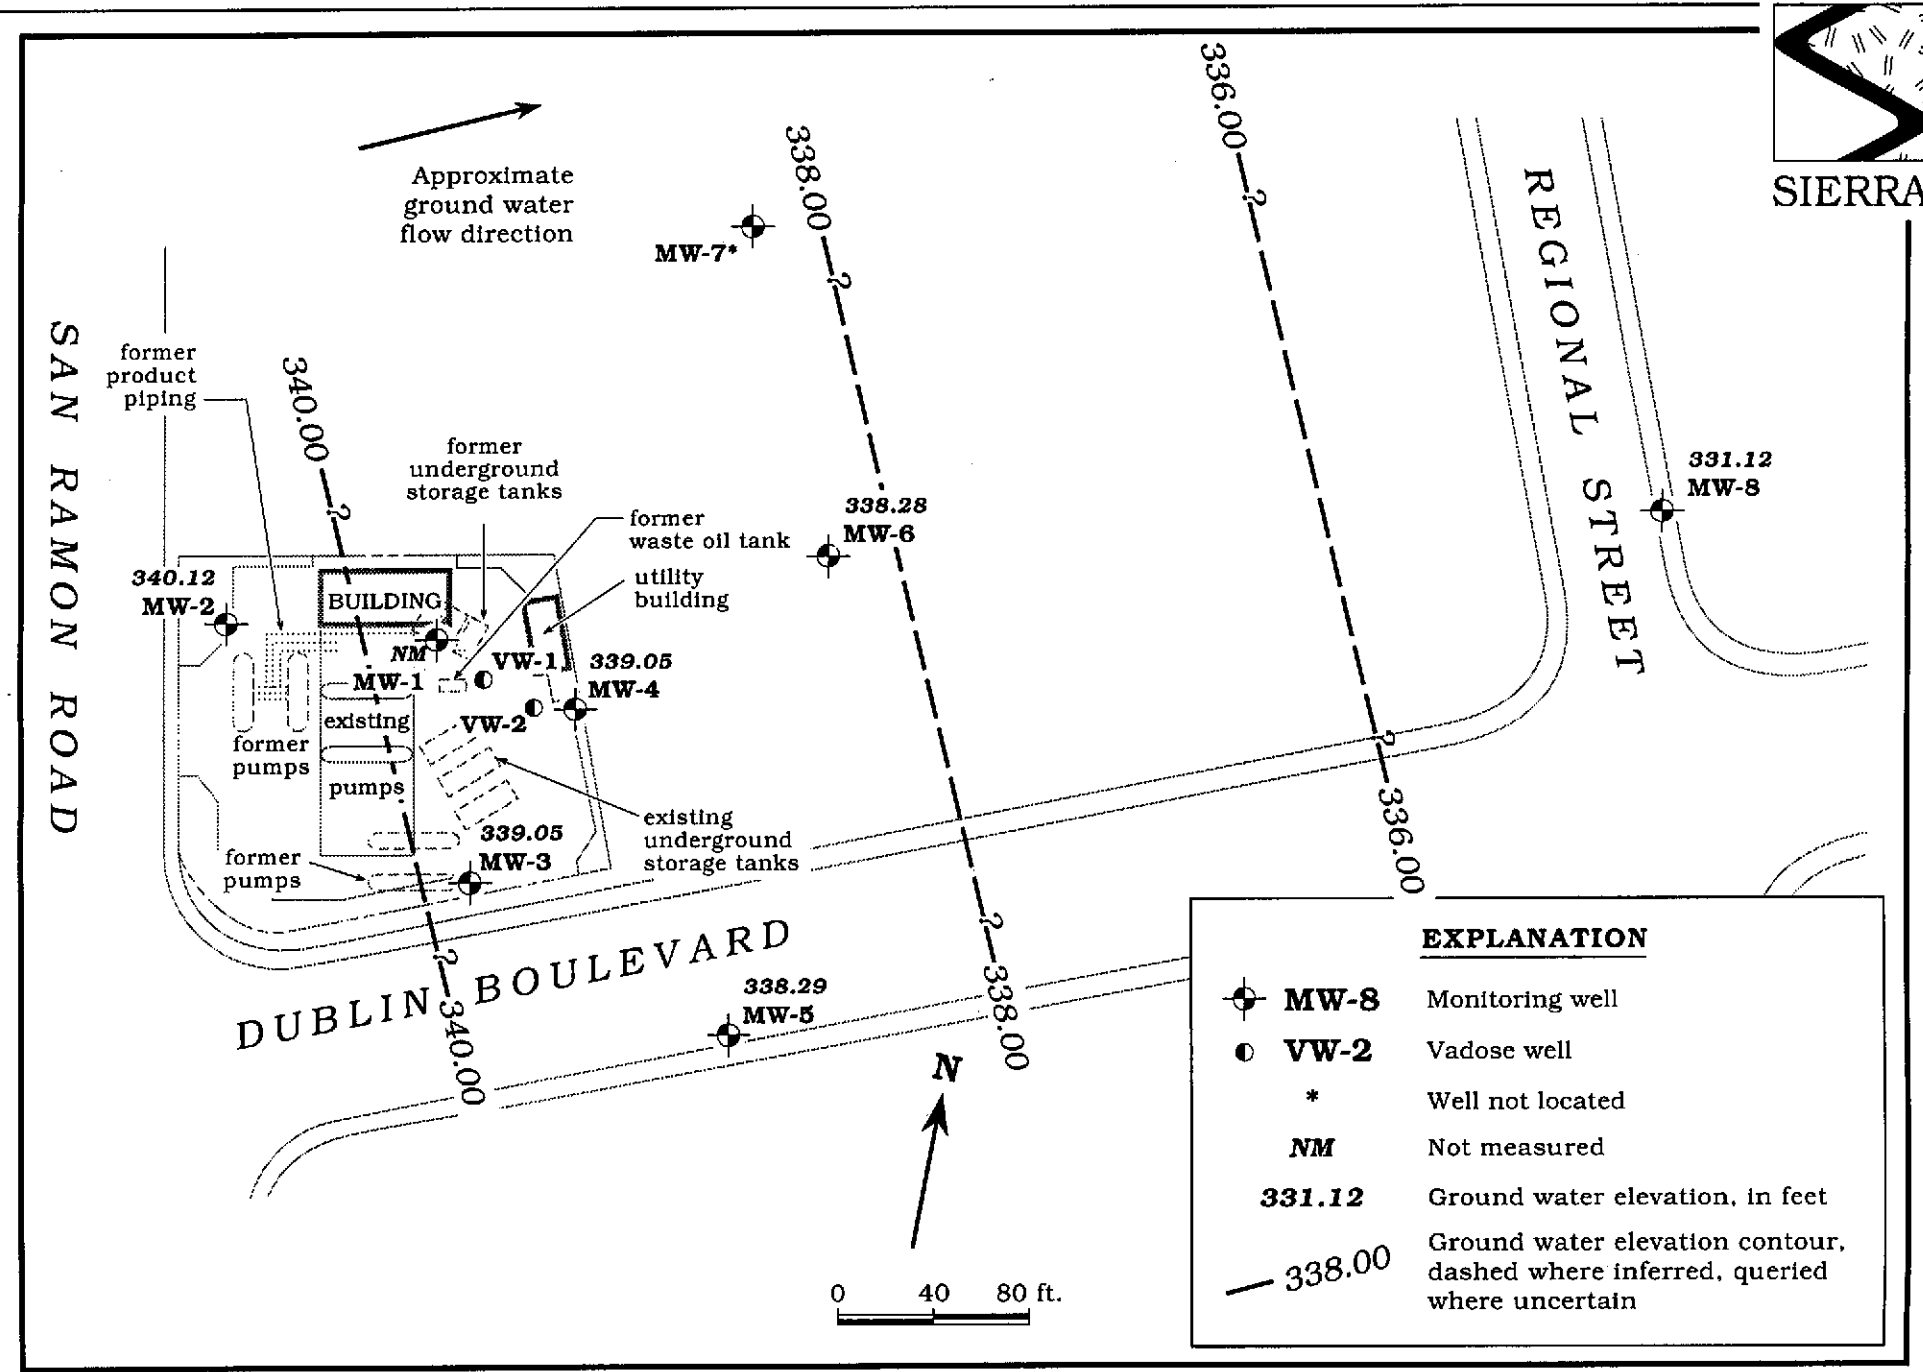 SIERRA
336.00
338.00
Approximate
ground water
flow direction
MW-7*
REGIONAL STREET
SAN RAMON ROAD
former
product
piping
340.00
former
underground
storage tanks
former
waste oil tank
utility
building
338.28
MW-6
331.12
MW-8
340.12
MW-2
BUILDING
NM
MW-1
VW-1
339.05
MW-4
VW-2
existing
pumps
former
pumps
existing
underground
storage tanks
339.05
MW-3
former
pumps
DUBLIN BOULEVARD
338.29
MW-5
340.00
338.00
336.00
?
?
?
?
?
?
N
0 40 80 ft.
EXPLANATION
MW-8 Monitoring well
VW-2 Vadose well
* Well not located
NM Not measured
331.12 Ground water elevation, in feet
338.00 Ground water elevation contour,
dashed where inferred, queried
where uncertain